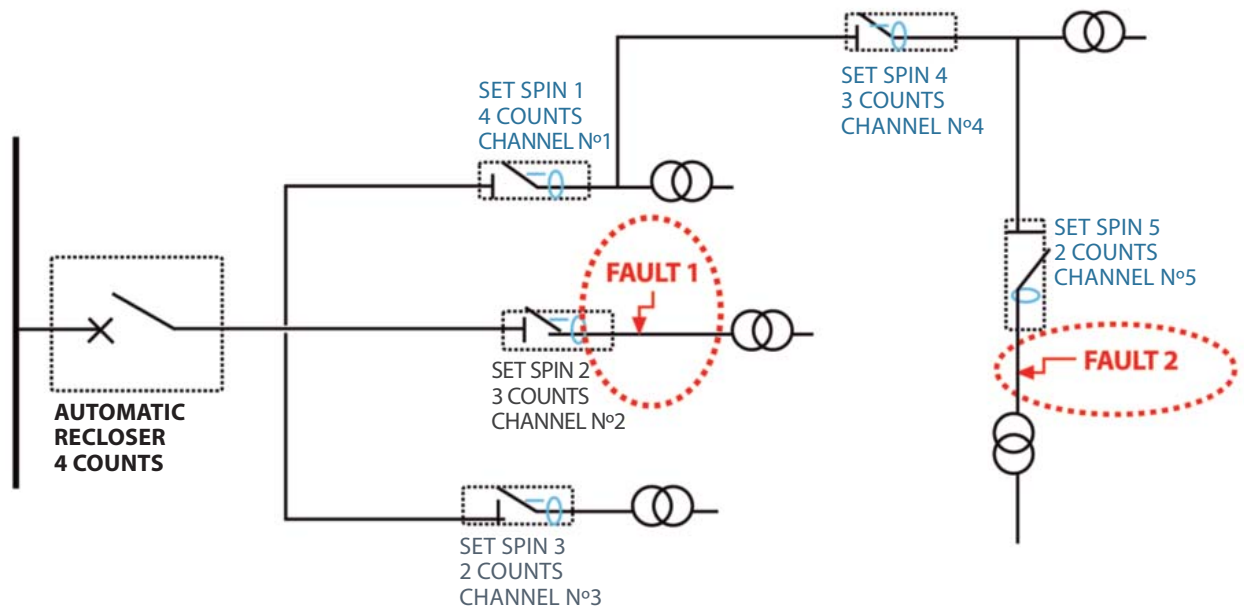 SET SPIN 1
4 COUNTS
CHANNEL Nº1
SET SPIN 4
3 COUNTS
CHANNEL Nº4
SET SPIN 5
2 COUNTS
CHANNEL Nº5
FAULT 1
SET SPIN 2
3 COUNTS
CHANNEL Nº2
FAULT 2
AUTOMATIC
RECLOSER
4 COUNTS
SET SPIN 3
2 COUNTS
CHANNEL Nº3